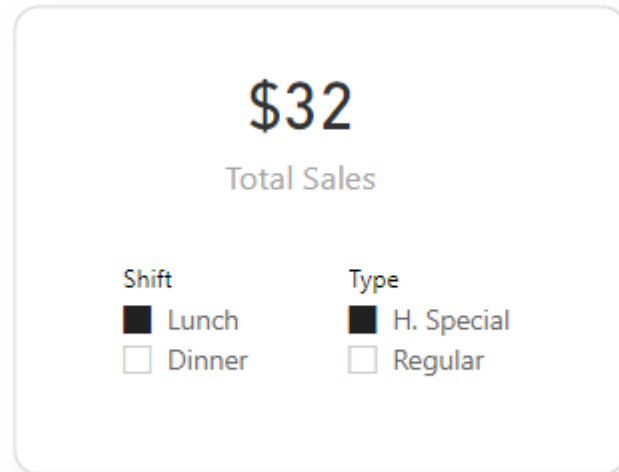 $32
Total Sales
Shift
Lunch
Dinner
Type
H. Special
Regular